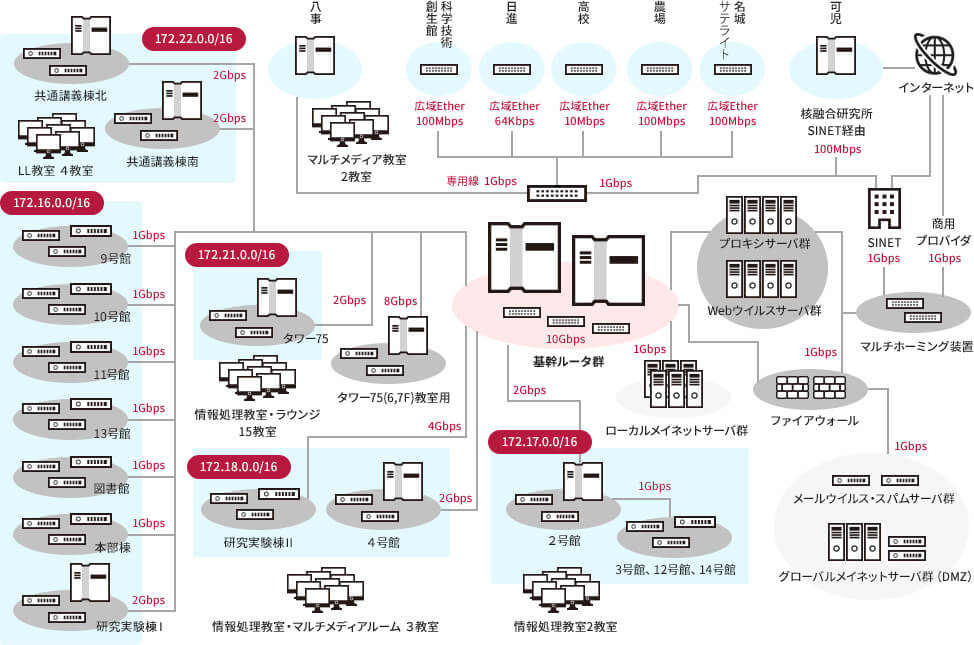 八事
科学技術
創生館
日進
高校
農場
名城
サテライト
可児
172.22.0.0/16
2Gbps
共通講義棟北
2Gbps
共通講義棟南
LL教室 4教室
マルチメディア教室
2教室
広域Ether
100Mbps
広域Ether
64Kbps
広域Ether
10Mbps
広域Ether
100Mbps
広域Ether
100Mbps
インターネット
核融合研究所
SINET経由
100Mbps
専用線 1Gbps
1Gbps
172.16.0.0/16
1Gbps
9号館
1Gbps
10号館
1Gbps
11号館
1Gbps
13号館
1Gbps
図書館
1Gbps
本部棟
2Gbps
研究実験棟I
172.21.0.0/16
2Gbps
タワー75
8Gbps
タワー75(6,7F)教室用
情報処理教室・ラウンジ
15教室
4Gbps
10Gbps
基幹ルータ群
2Gbps
1Gbps
ローカルメイネットサーバ群
プロキシサーバ群
Webウイルスサーバ群
SINET
1Gbps
商用
プロバイダ
1Gbps
マルチホーミング装置
1Gbps
ファイアウォール
1Gbps
メールウイルス・スパムサーバ群
グローバルメイネットサーバ群(DMZ)
172.18.0.0/16
研究実験棟II
4号館
2Gbps
情報処理教室・マルチメディアルーム 3教室
172.17.0.0/16
2号館
1Gbps
3号館、12号館、14号館
情報処理教室2教室